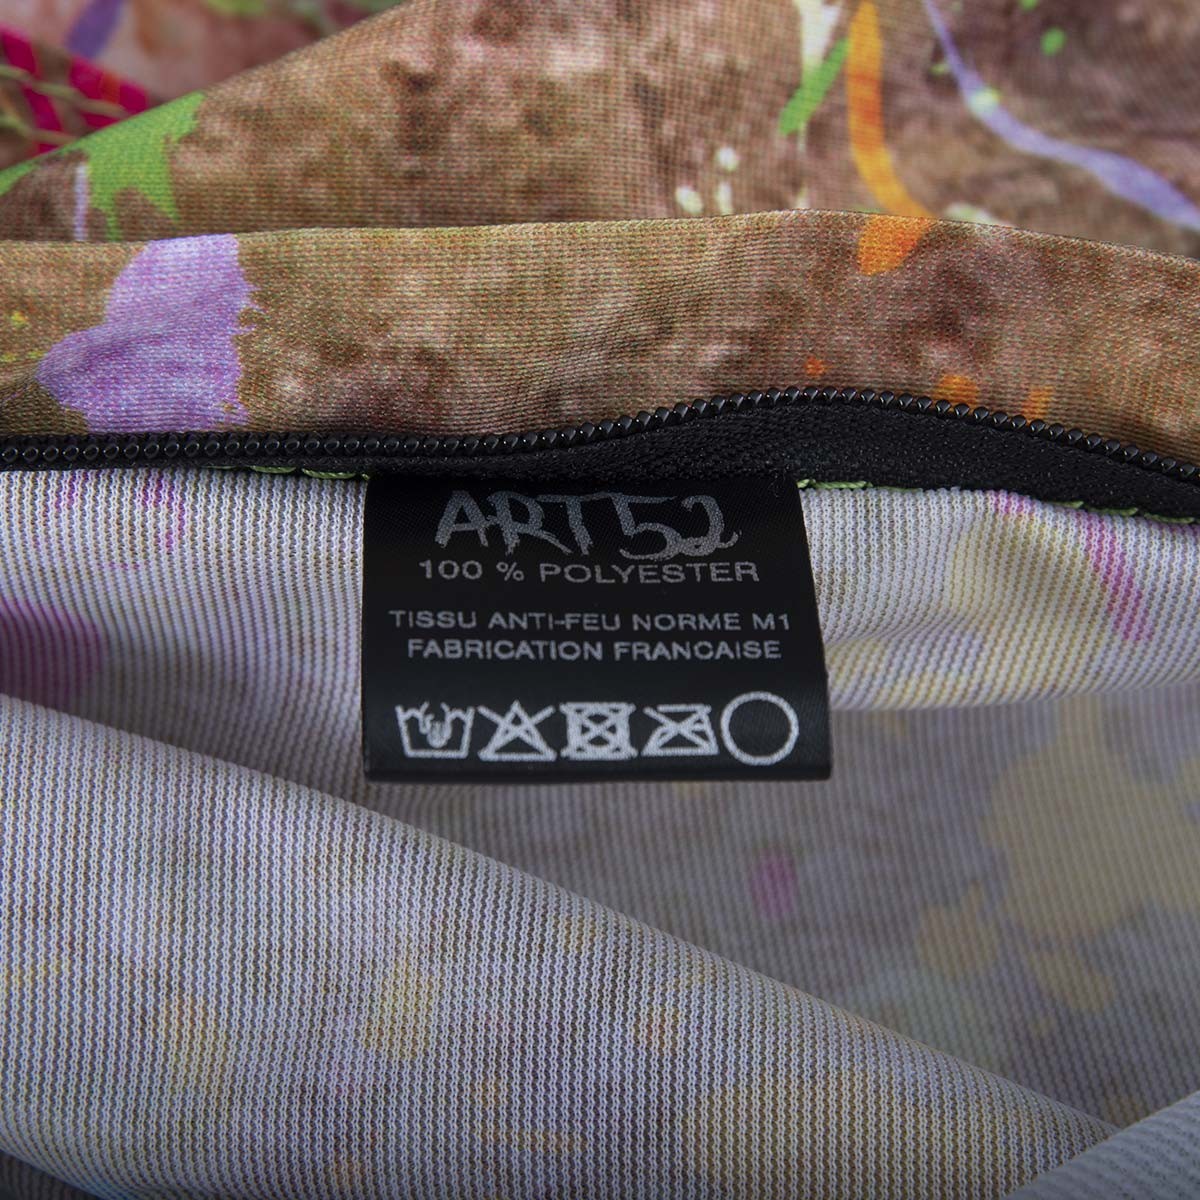 ART52
100 % POLYESTER
TISSU ANTI-FEU NORME M1
FABRICATION FRANCAISE